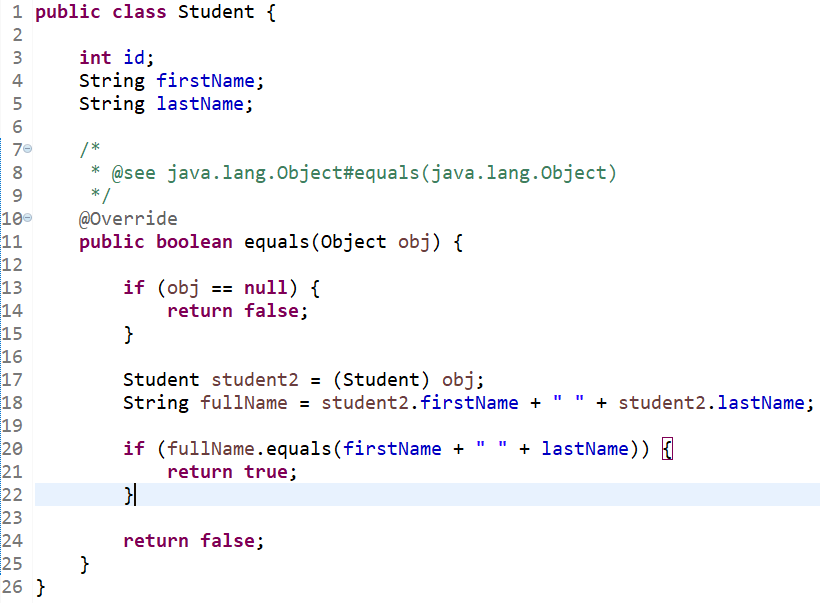 1 public class Student {
2
3     int id;
4     String firstName;
5     String lastName;
6
7     /*
8      * @see java.lang.Object#equals(java.lang.Object)
9      */
10     @Override
11     public boolean equals(Object obj) {
12
13         if (obj == null) {
14             return false;
15         }
16
17         Student student2 = (Student) obj;
18         String fullName = student2.firstName + " " + student2.lastName;
19
20         if (fullName.equals(firstName + " " + lastName)) {
21             return true;
22         }
23
24         return false;
25     }
26 }